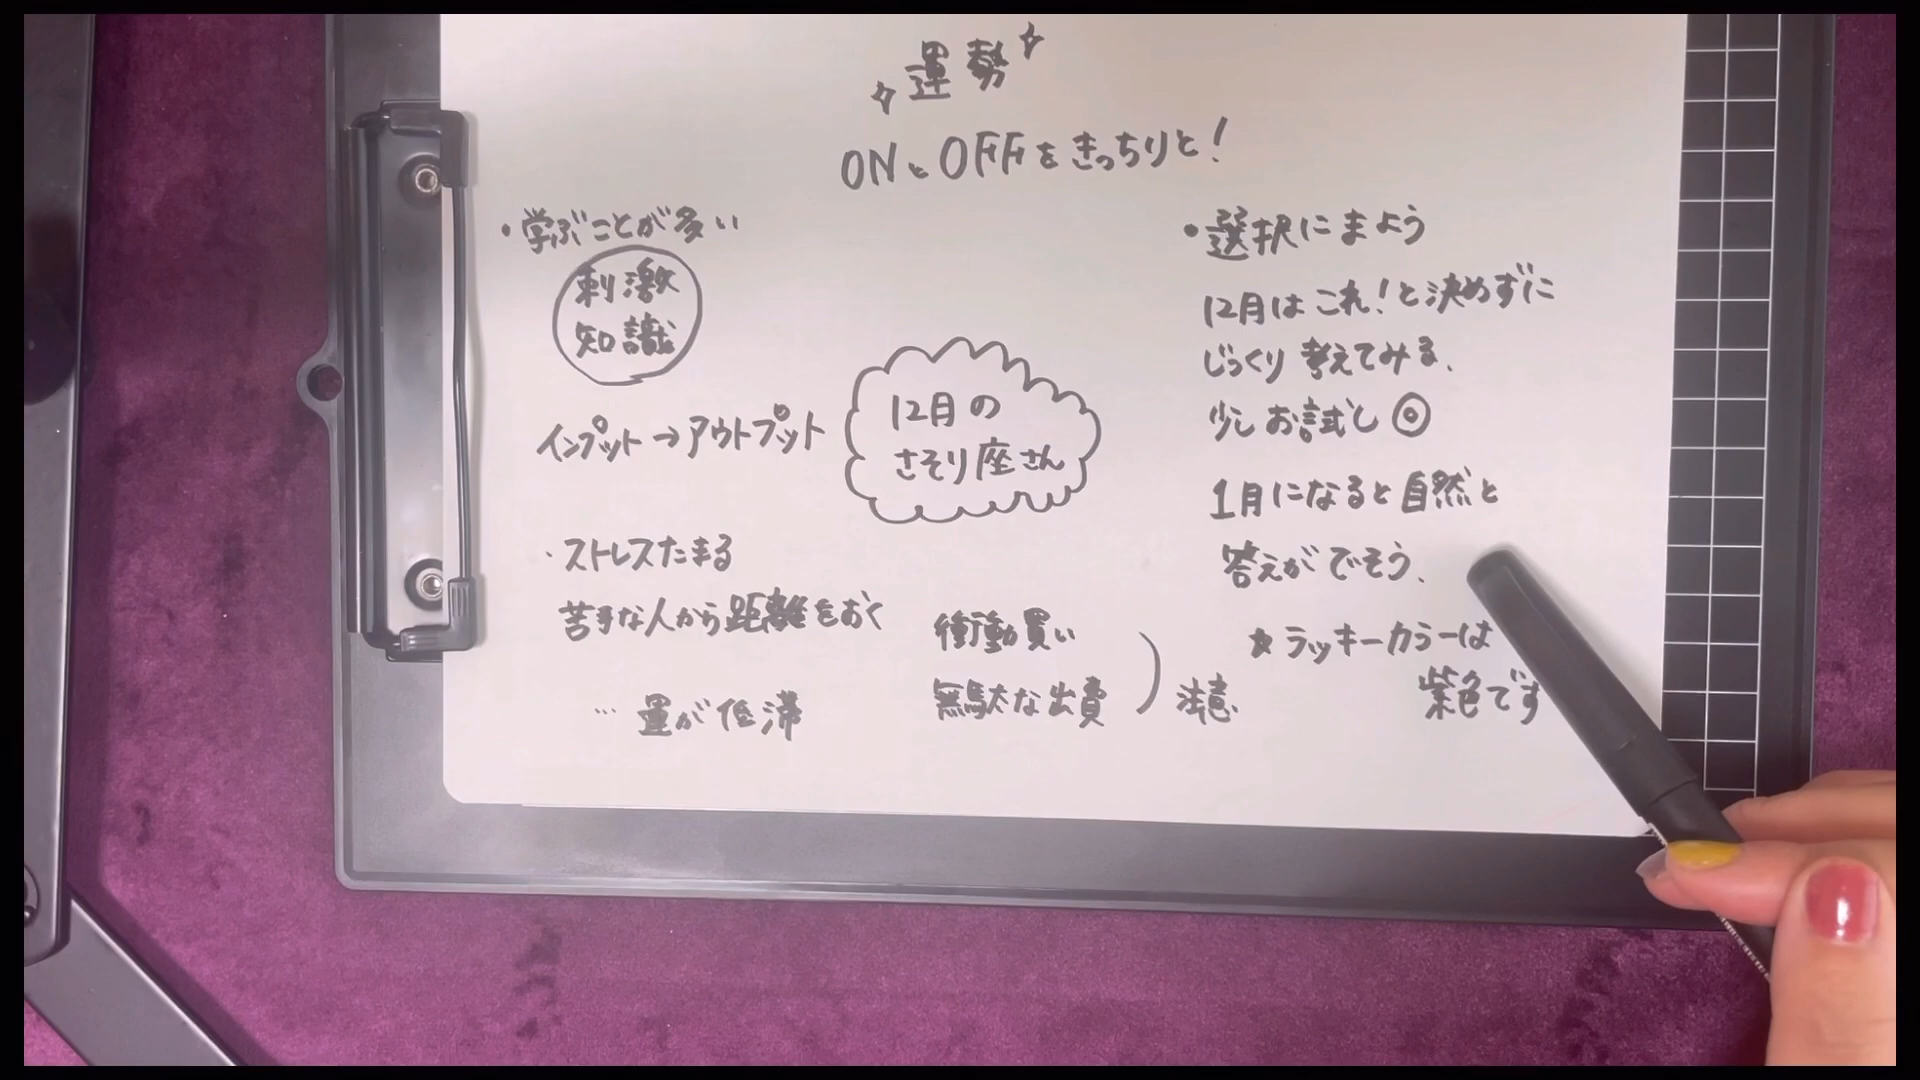 運勢
ONとOFFをきっちりと!
・学ぶことが多い
刺激
知識
インプット→アウトプット
12月の
さそり座さん
・ストレスたまる
苦手な人から距離をおく
… 運が低滞
衝動買い
無駄な出費
注意
・選択にまよう
12月はこれ!と決めずに
じっくり考えてみる、
少しお試し◎
1月になると自然と
答えがでそう、
☆ラッキーカラーは
紫色です